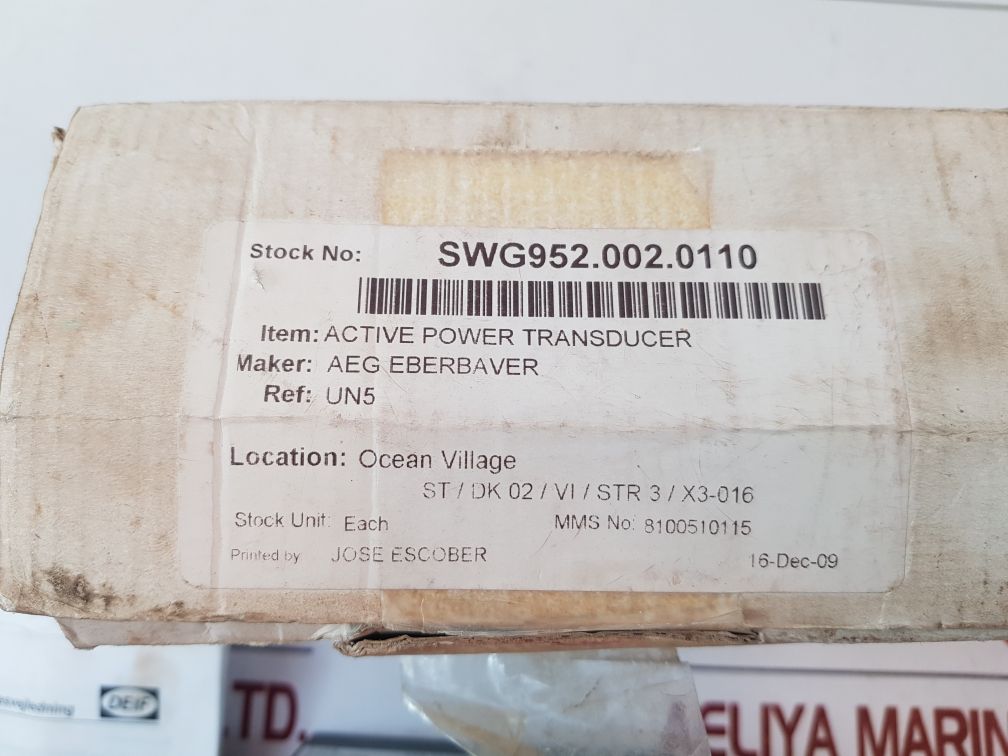 Stock No: SWG952.002.0110
Item: ACTIVE POWER TRANSDUCER
Maker: AEG EBERBAVER
Ref: UN5
Location: Ocean Village
ST / DK 02 / VI / STR 3 / X3-016
Stock Unit: Each MMS No: 8100510115
Printed by JOSE ESCOBER 16-Dec-09
DEIF
LTD. ELIYA MARIN